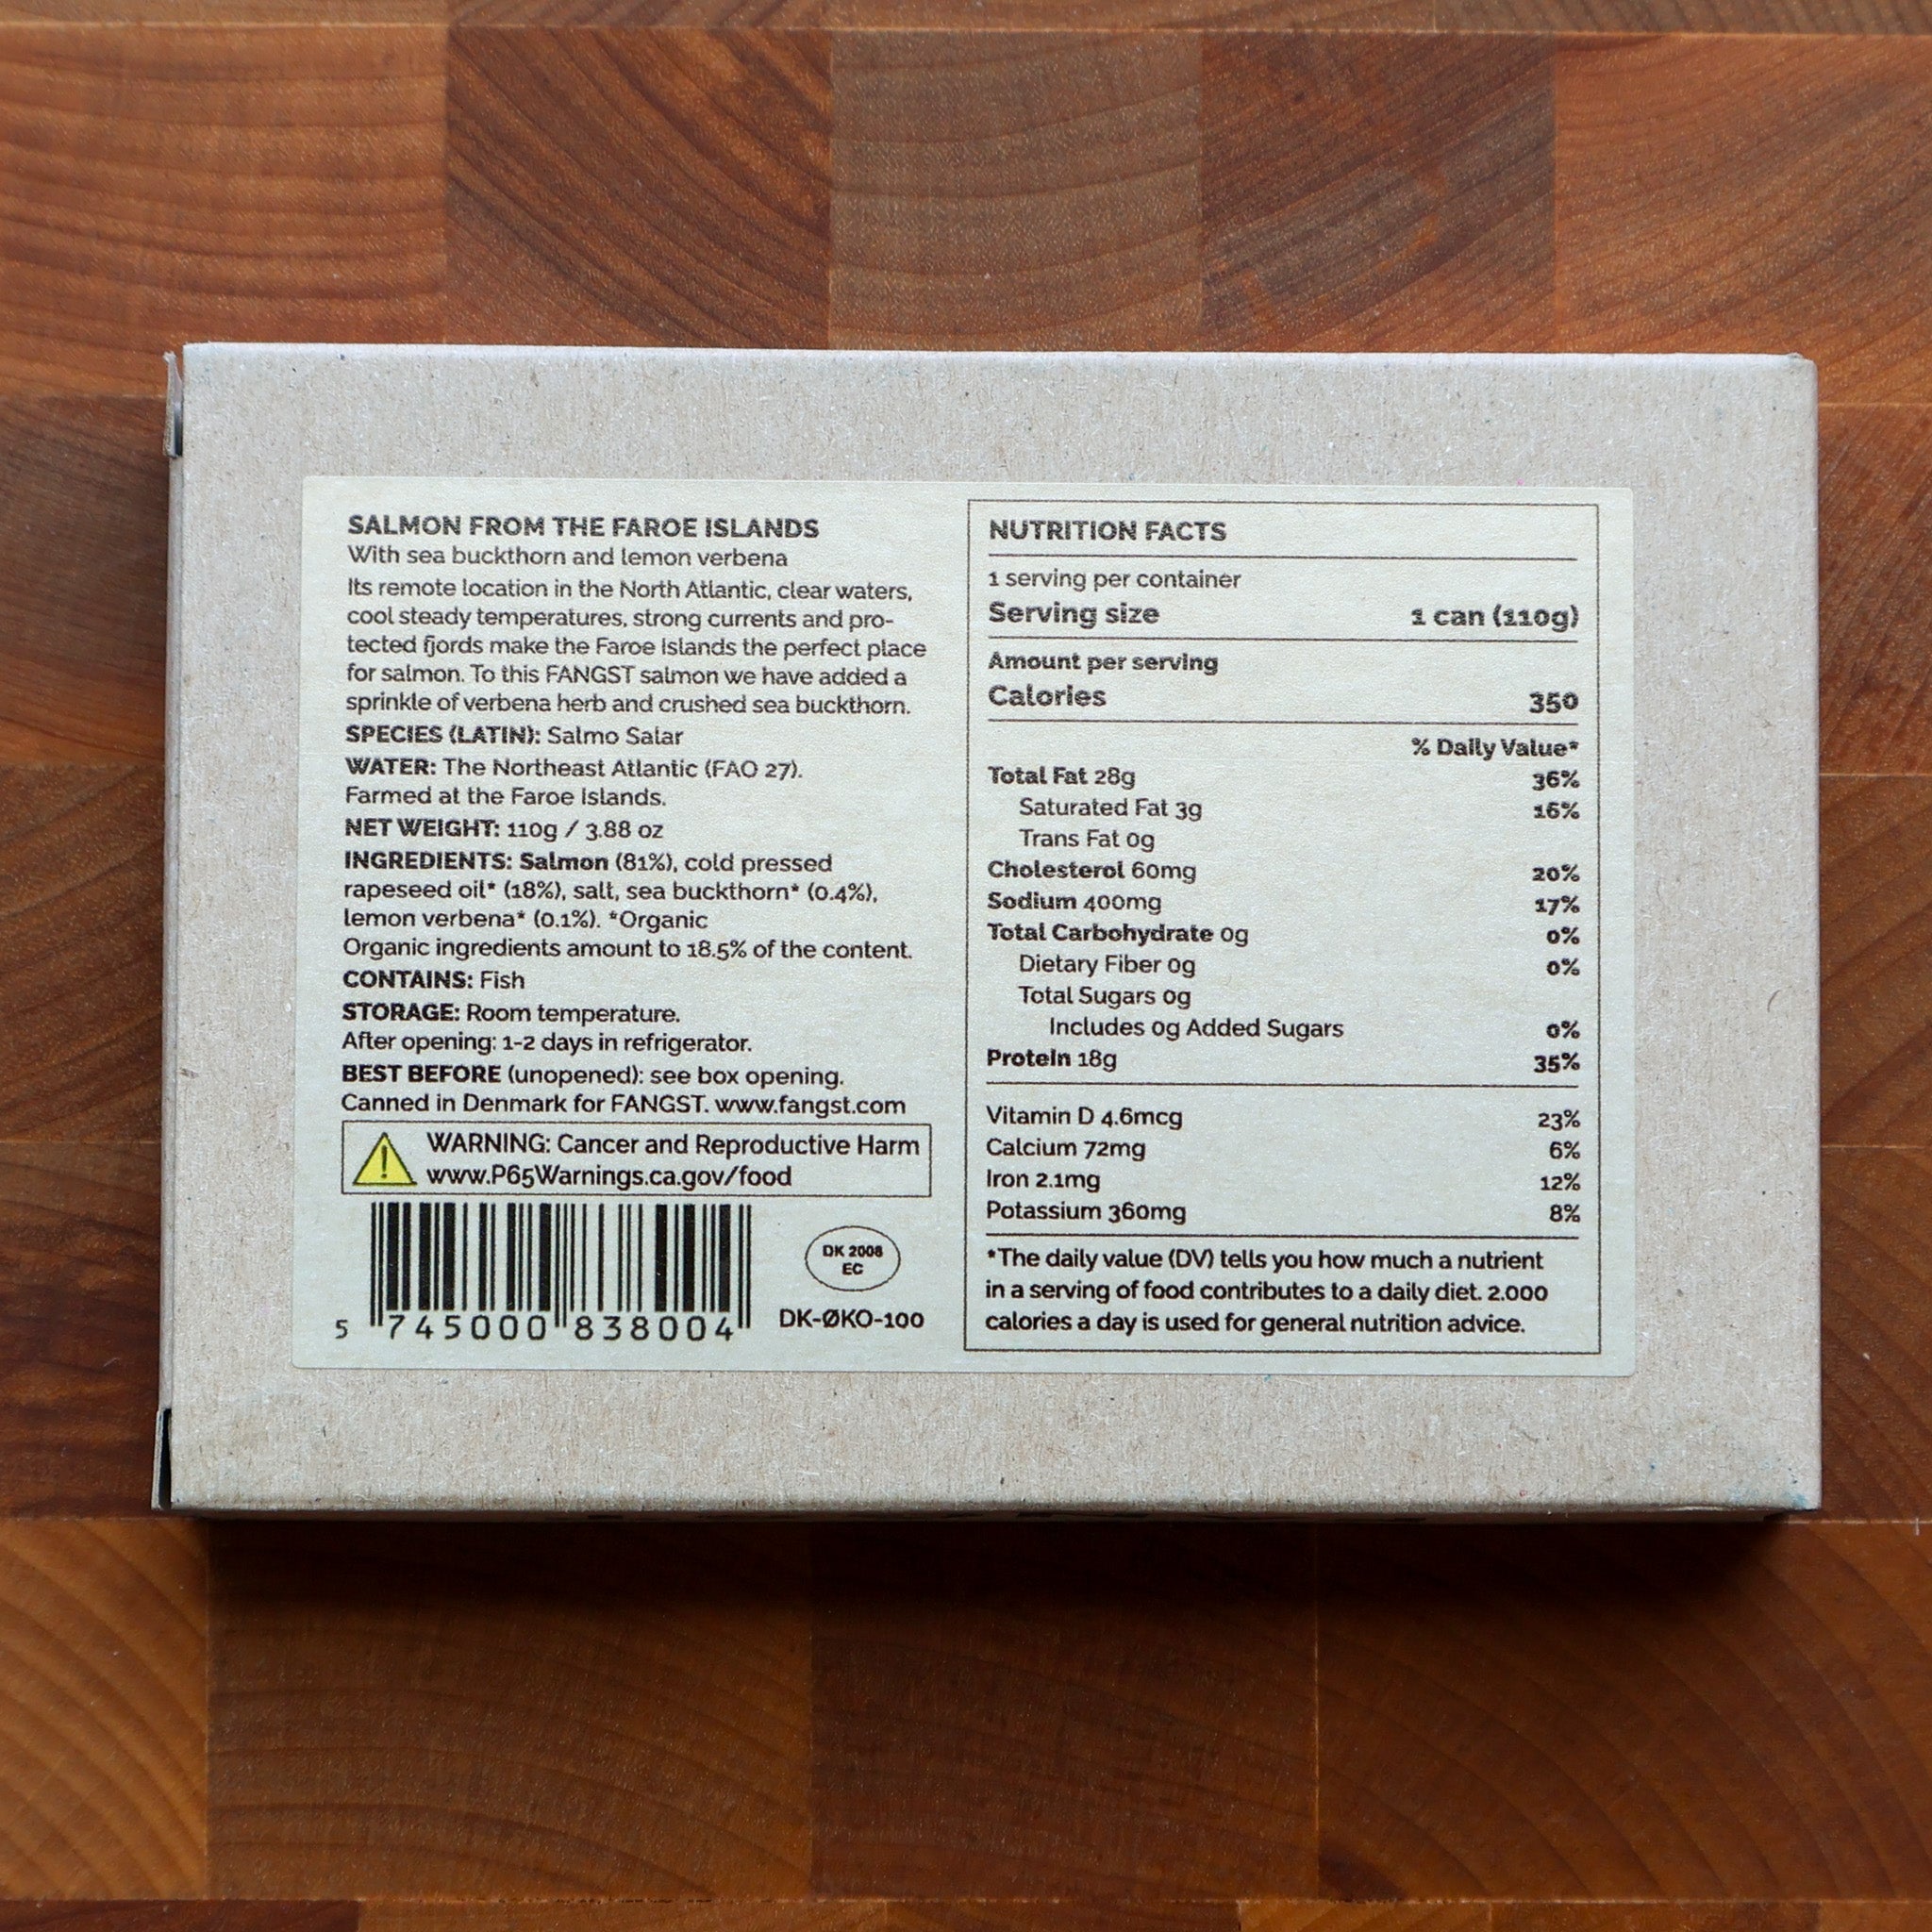 SALMON FROM THE FAROE ISLANDS
With sea buckthorn and lemon verbena
Its remote location in the North Atlantic, clear waters,
cool steady temperatures, strong currents and pro-
tected fjords make the Faroe Islands the perfect place
for salmon. To this FANGST salmon we have added a
sprinkle of verbena herb and crushed sea buckthorn.
SPECIES (LATIN): Salmo Salar
WATER: The Northeast Atlantic (FAO 27).
Farmed at the Faroe Islands.
NET WEIGHT: 110g / 3.88 oz
INGREDIENTS: Salmon (81%), cold pressed
rapeseed oil* (18%), salt, sea buckthorn* (0.4%),
lemon verbena* (0.1%). *Organic
Organic ingredients amount to 18.5% of the content.
CONTAINS: Fish
STORAGE: Room temperature.
After opening: 1-2 days in refrigerator.
BEST BEFORE (unopened): see box opening.
Canned in Denmark for FANGST. www.fangst.com
WARNING: Cancer and Reproductive Harm
www.P65Warnings.ca.gov/food
5 745000 838004
DK 2008
EC
DK-ØKO-100
NUTRITION FACTS
1 serving per container
Serving size 1 can (110g)
Amount per serving
Calories 350
% Daily Value*
Total Fat 28g 36%
Saturated Fat 3g 16%
Trans Fat 0g
Cholesterol 60mg 20%
Sodium 400mg 17%
Total Carbohydrate 0g 0%
Dietary Fiber 0g 0%
Total Sugars 0g
Includes 0g Added Sugars 0%
Protein 18g 35%
Vitamin D 4.6mcg 23%
Calcium 72mg 6%
Iron 2.1mg 12%
Potassium 360mg 8%
*The daily value (DV) tells you how much a nutrient
in a serving of food contributes to a daily diet. 2.000
calories a day is used for general nutrition advice.